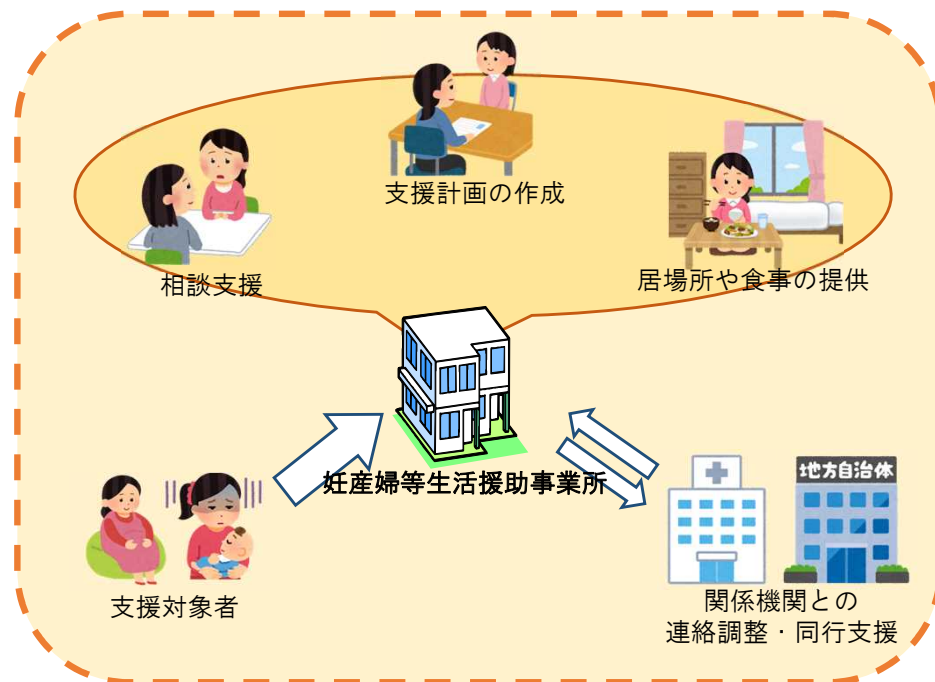 支援計画の作成
相談支援
居場所や食事の提供
妊産婦等生活援助事業所
地方自治体
支援対象者
関係機関との
連絡調整・同行支援